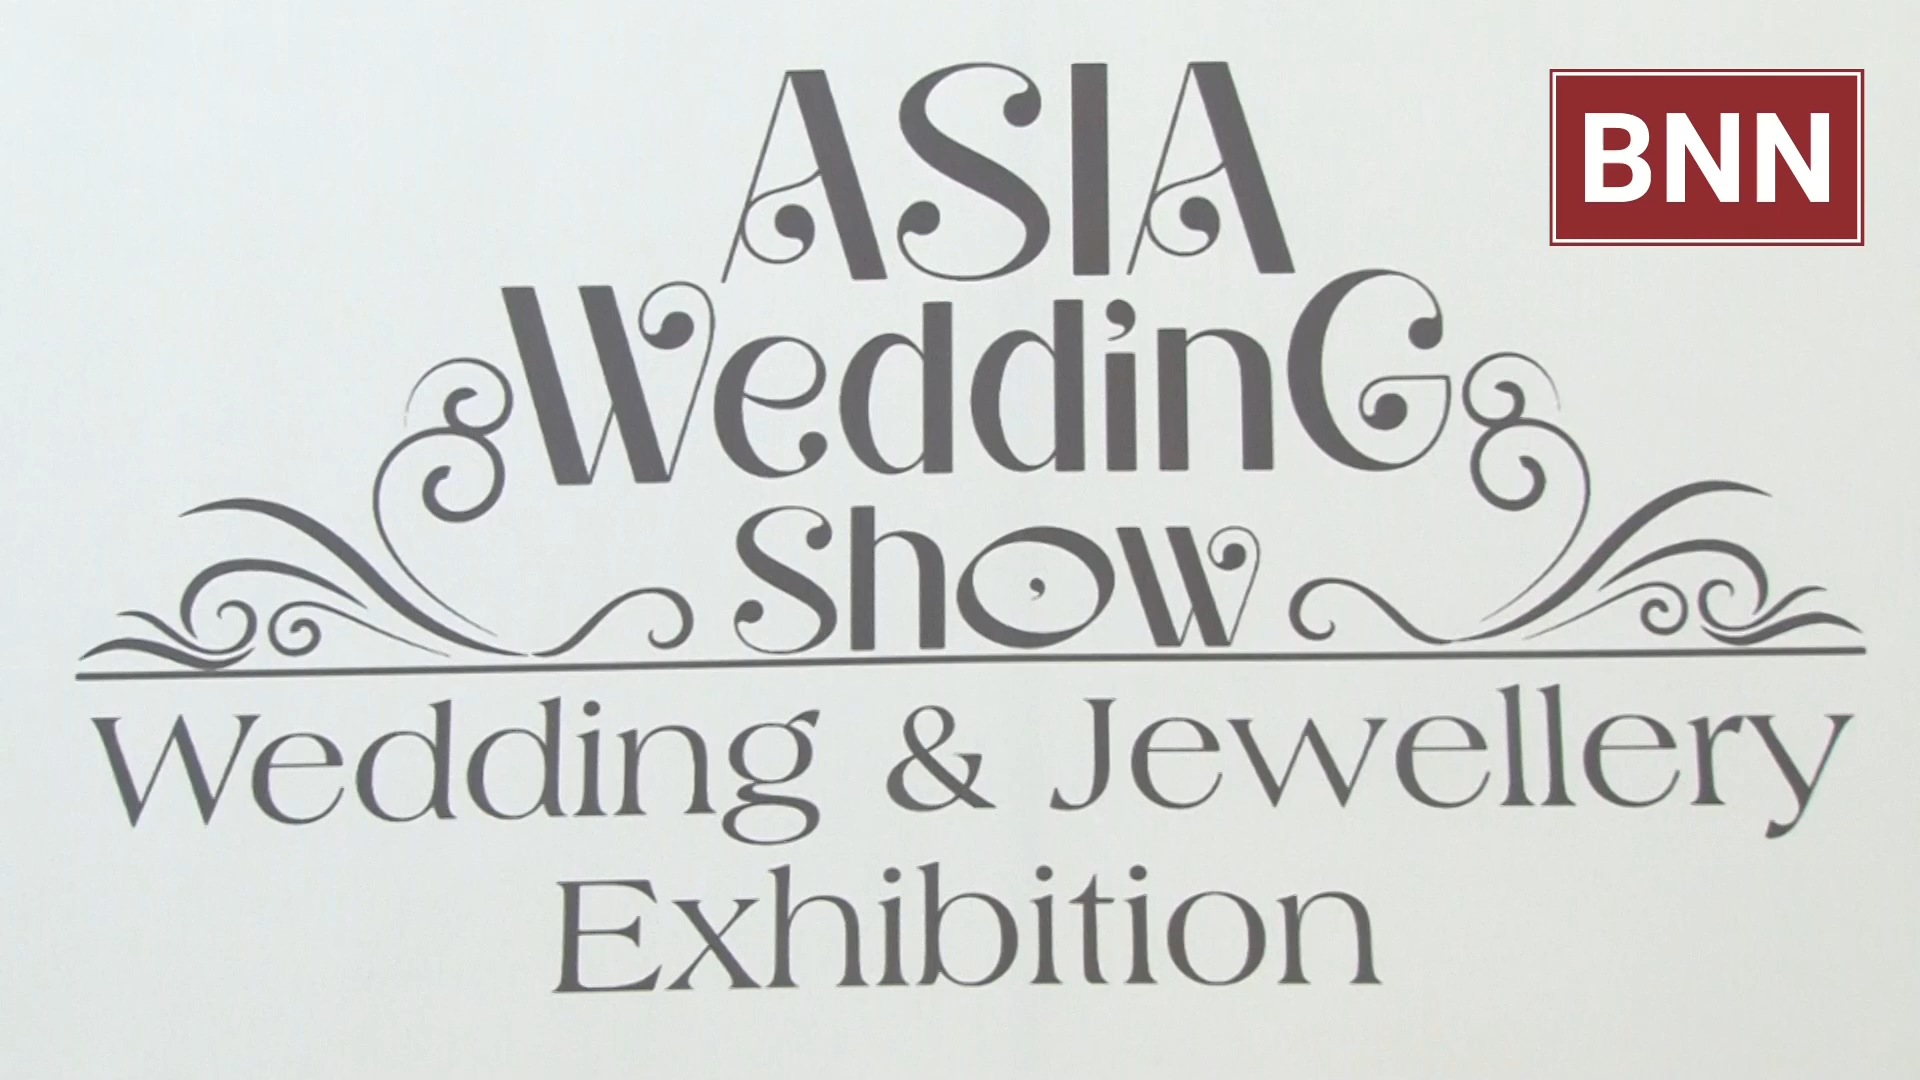 ASIA
BNN
WeddinG
Show
Wedding & Jewellery
Exhibition